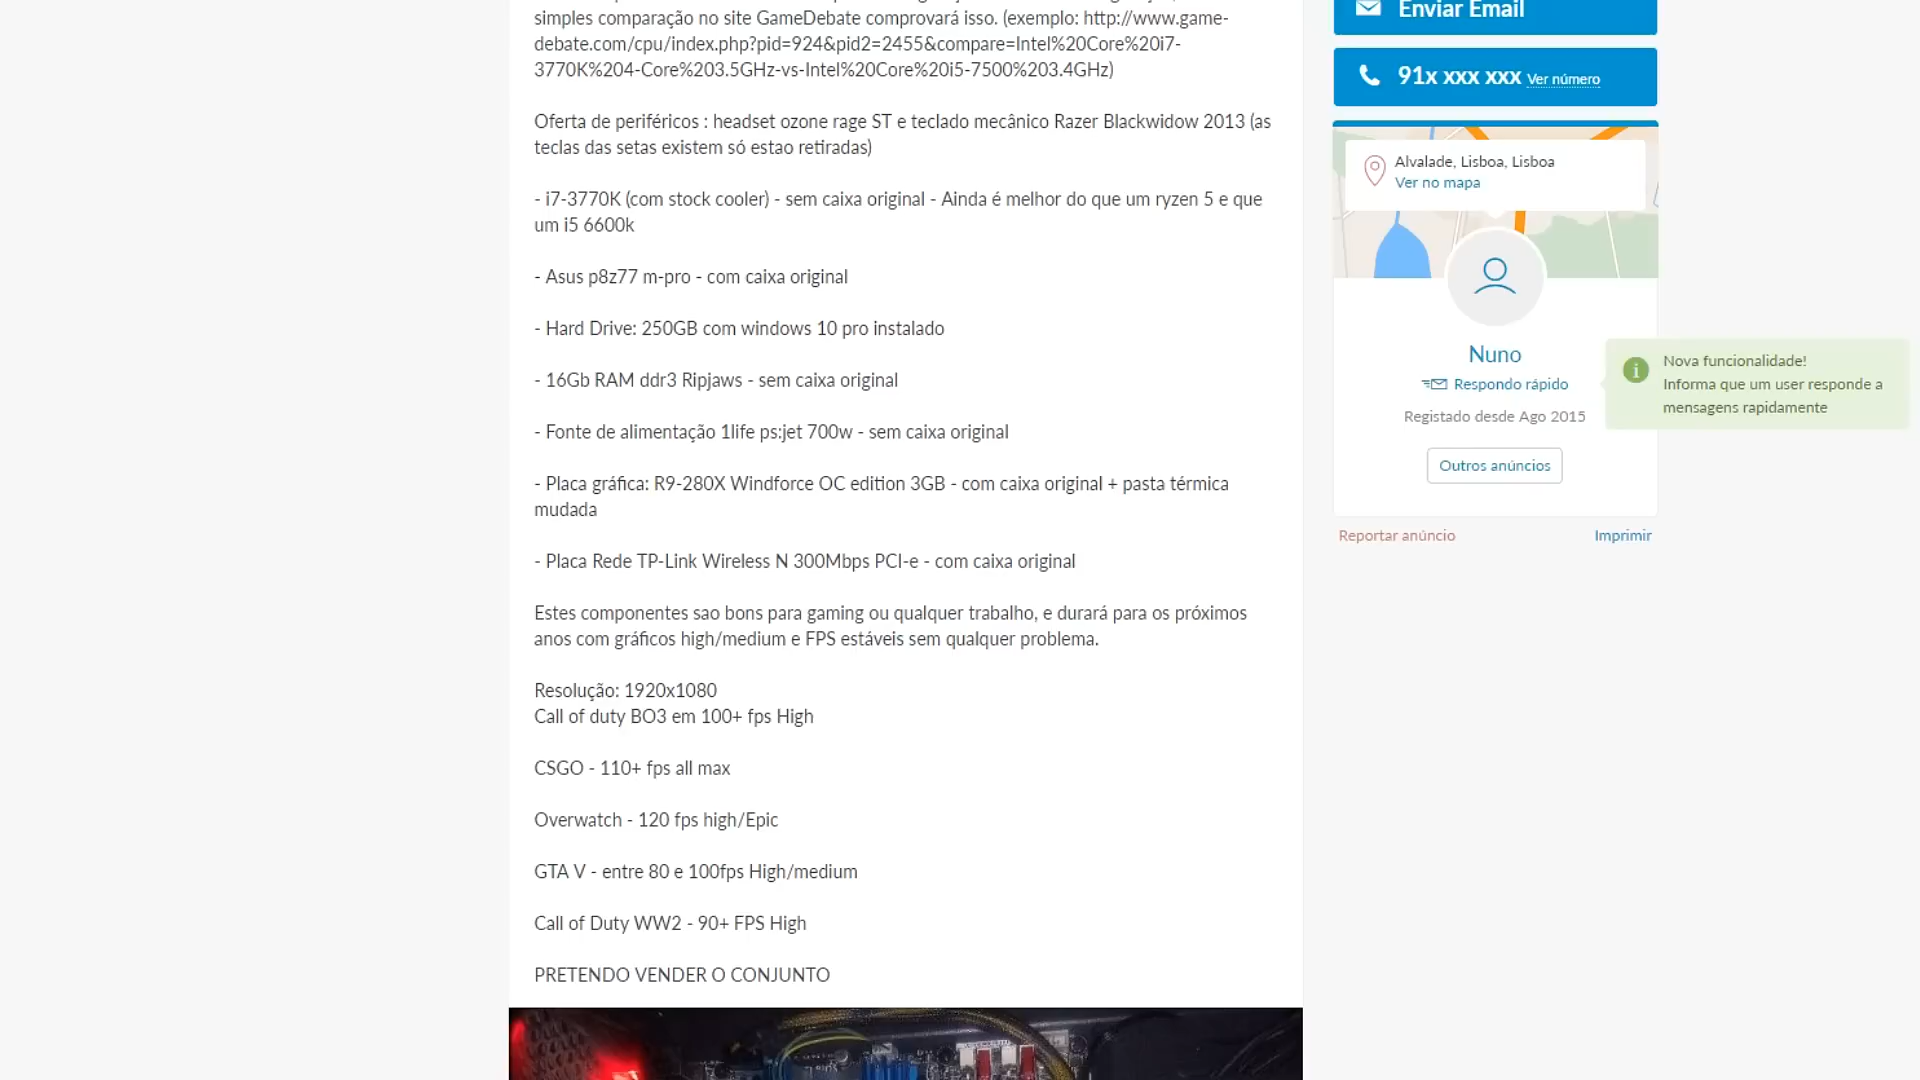 simples comparação no site GameDebate comprovará isso. (exemplo: http://www.game-
debate.com/cpu/index.php?pid=924&pid2=2455&compare=Intel%20Core%20i7-
3770K%204-Core%203.5GHz-vs-Intel%20Core%20i5-7500%203.4GHz)
Oferta de periféricos : headset ozone rage ST e teclado mecânico Razer Blackwidow 2013 (as
teclas das setas existem só estao retiradas)
- i7-3770K (com stock cooler) - sem caixa original - Ainda é melhor do que um ryzen 5 e que
um i5 6600k
- Asus p8z77 m-pro - com caixa original
- Hard Drive: 250GB com windows 10 pro instalado
- 16Gb RAM ddr3 Ripjaws - sem caixa original
- Fonte de alimentação 1life ps:jet 700w - sem caixa original
- Placa gráfica: R9-280X Windforce OC edition 3GB - com caixa original + pasta térmica
mudada
- Placa Rede TP-Link Wireless N 300Mbps PCI-e - com caixa original
Estes componentes sao bons para gaming ou qualquer trabalho, e durará para os próximos
anos com gráficos high/medium e FPS estáveis sem qualquer problema.
Resolução: 1920x1080
Call of duty BO3 em 100+ fps High
CSGO - 110+ fps all max
Overwatch - 120 fps high/Epic
GTA V - entre 80 e 100fps High/medium
Call of Duty WW2 - 90+ FPS High
PRETENDO VENDER O CONJUNTO
Enviar Email
91x xxx xxx Ver número
Alvalade, Lisboa, Lisboa
Ver no mapa
Nuno
Respondo rápido
Registado desde Ago 2015
Outros anúncios
Nova funcionalidade!
Informa que um user responde a
mensagens rapidamente
Reportar anúncio
Imprimir